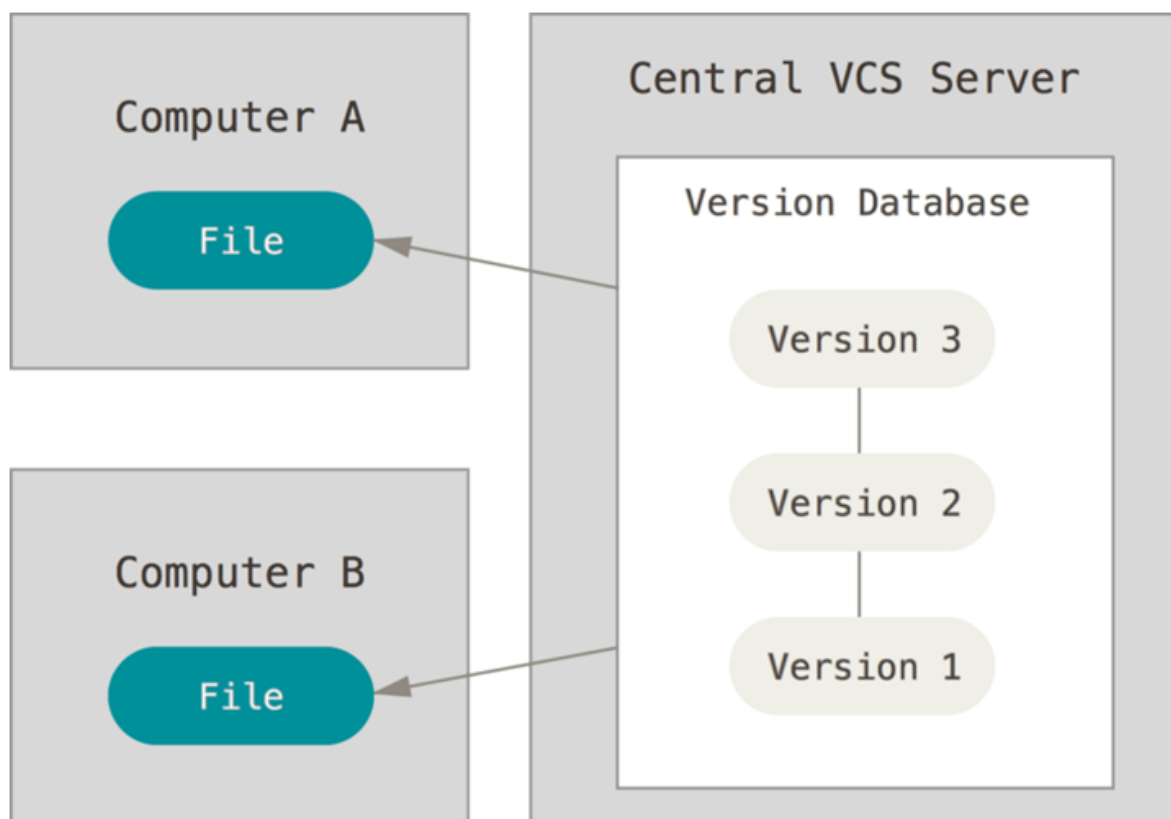 Computer A
File
Computer B
File
Central VCS Server
Version Database
Version 3
Version 2
Version 1